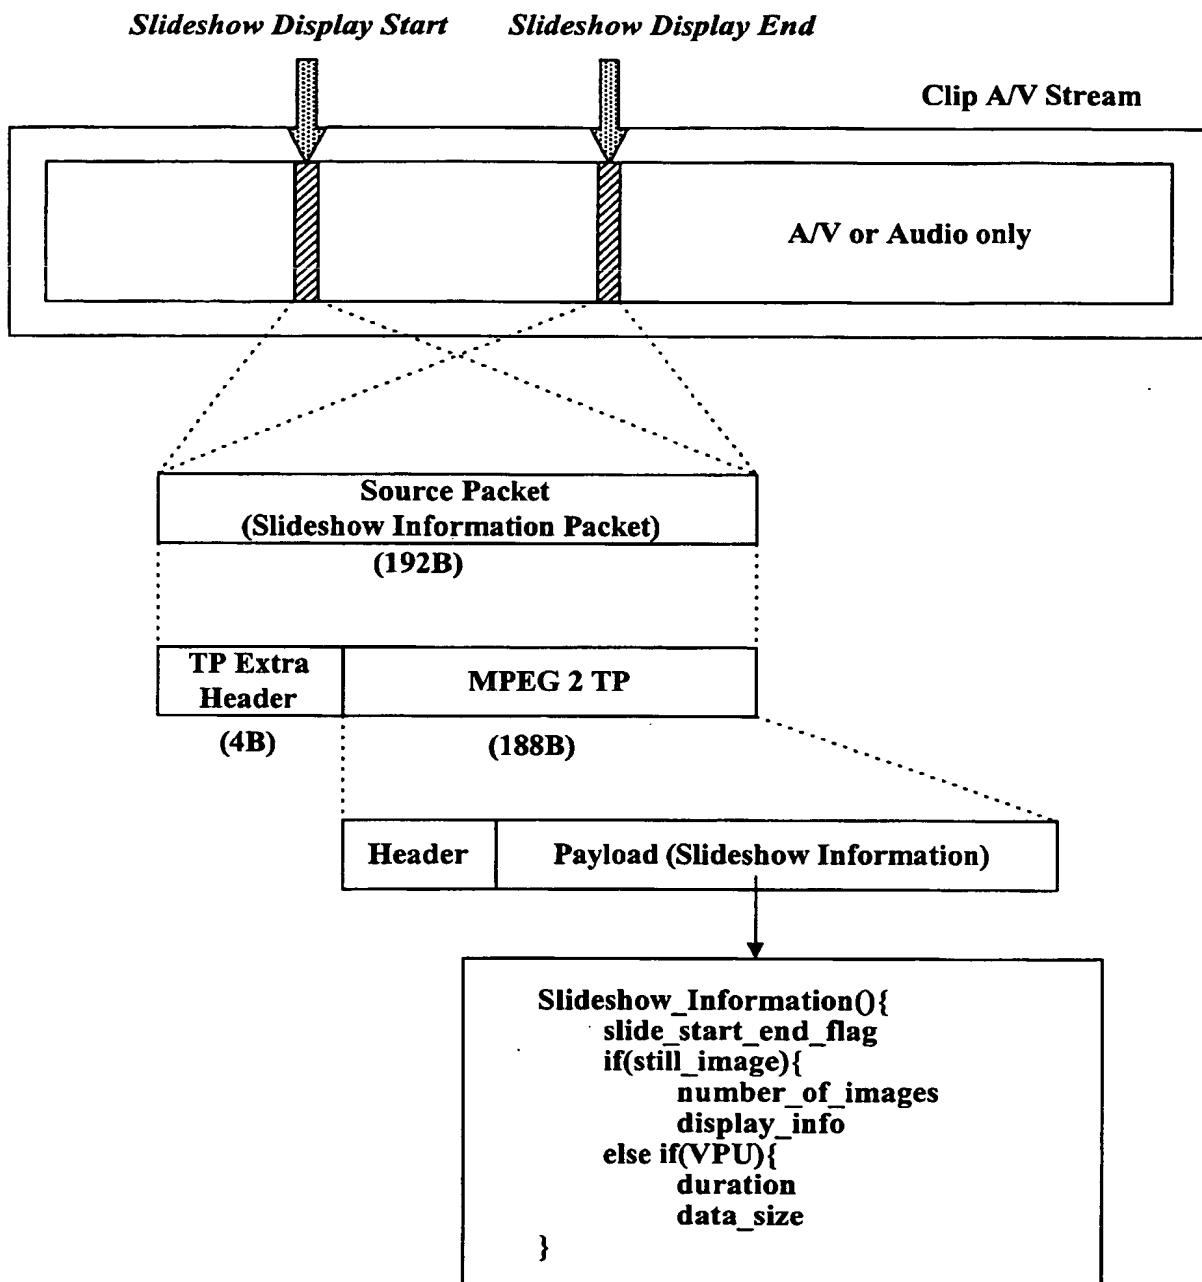 Slideshow Display Start
Slideshow Display End
Clip A/V Stream
A/V or Audio only
Source Packet
(Slideshow Information Packet)
(192B)
TP Extra
Header
MPEG 2 TP
(4B)
(188B)
Header
Payload (Slideshow Information)
Slideshow_Information(){
slide_start_end_flag
if(still_image){
number_of_images
display_info
else if(VPU){
duration
data_size
}